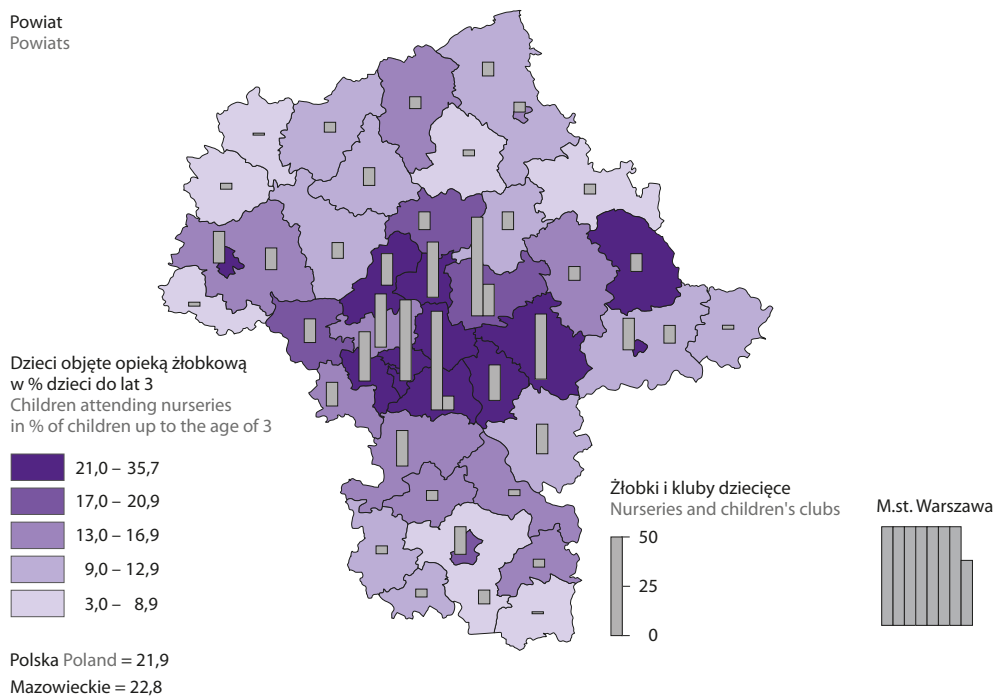 Powiat
Powiats
Dzieci objęte opieką żłobkową
w % dzieci do lat 3
Children attending nurseries
in % of children up to the age of 3
21,0 – 35,7
17,0 – 20,9
13,0 – 16,9
9,0 – 12,9
3,0 – 8,9
Żłobki i kluby dziecięce
Nurseries and children's clubs
50
25
0
M.st. Warszawa
Polska Poland = 21,9
Mazowieckie = 22,8